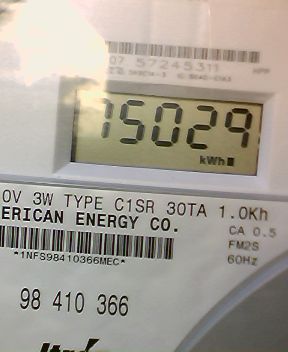 07 57245311
75029
kWh
0V 3W TYPE C1SR 30TA 1.0Kh
ERICAN ENERGY CO.
CA 0.5
FM2S
60Hz
*1NFS98410366MEC*
98 410 366